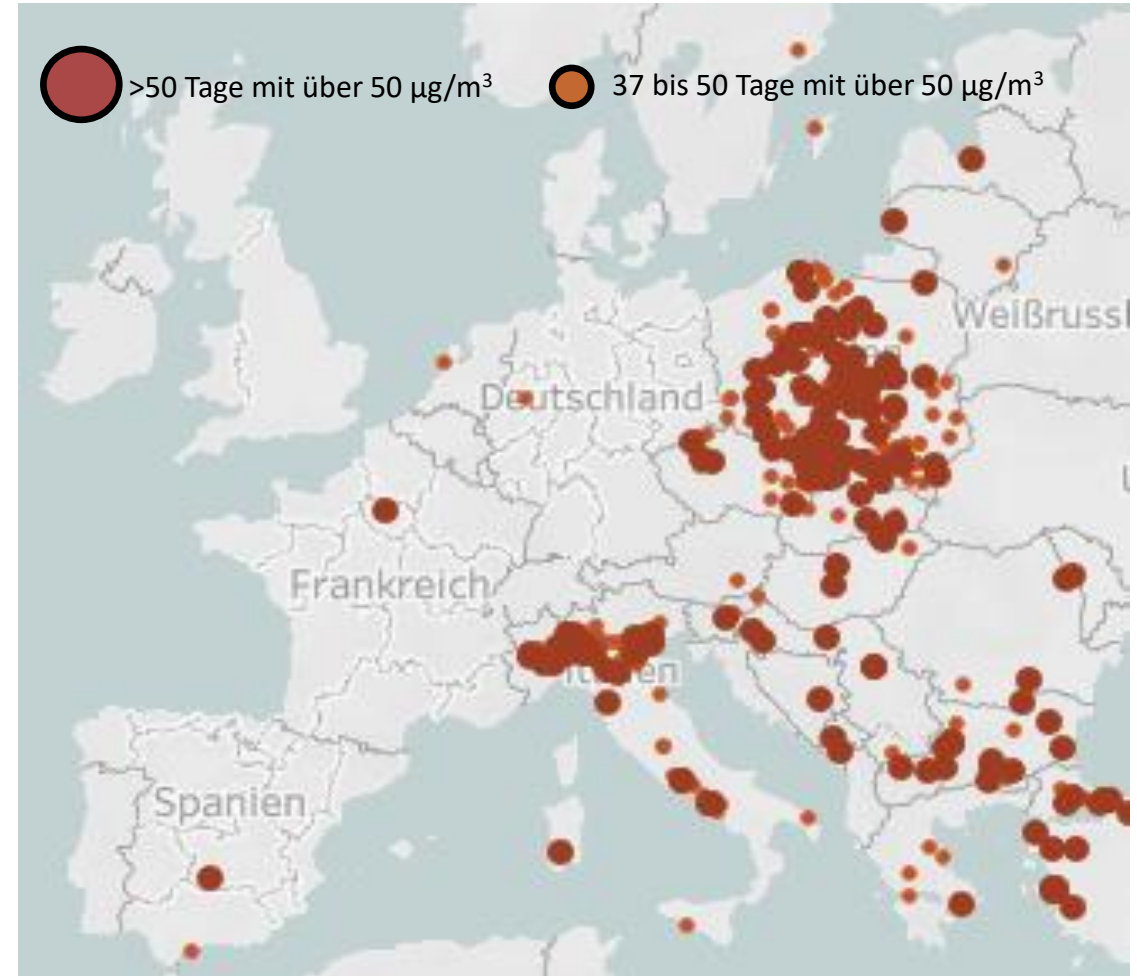 >50 Tage mit über 50 µg/m³
37 bis 50 Tage mit über 50 µg/m³
Weißrussl
Deutschland
Frankreich
Italien
Spanien